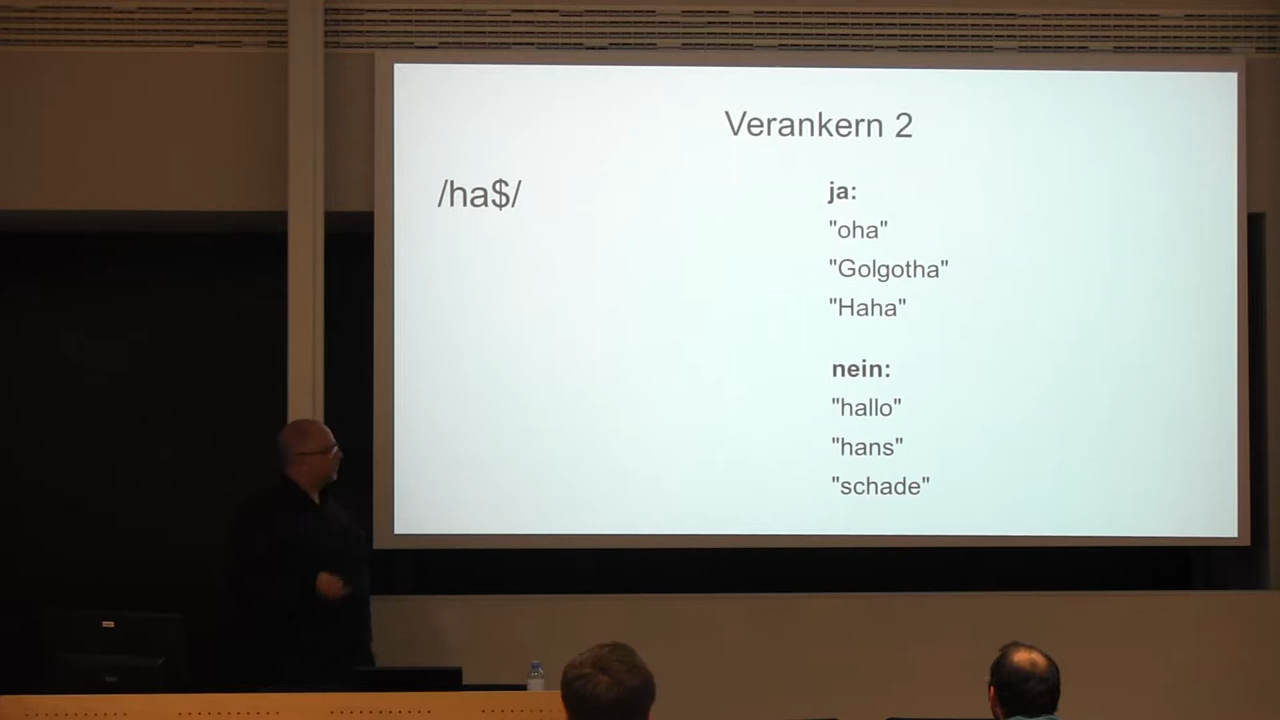 Verankern 2
/ha$/
ja:
"oha"
"Golgotha"
"Haha"
nein:
"hallo"
"hans"
"schade"